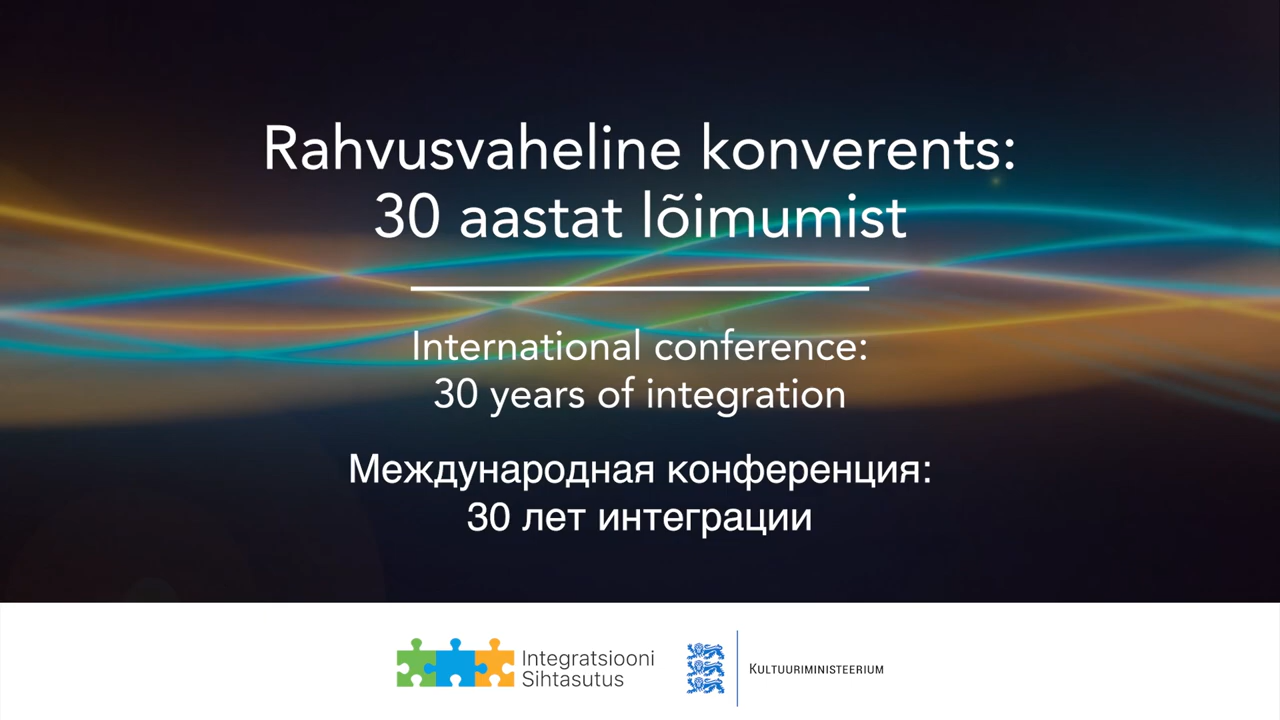 Rahvusvaheline konverents:
30 aastat lõimumist
International conference:
30 years of integration
Международная конференция:
30 лет интеграции
Integratsiooni
Sihtasutus
KULTUURIMINISTEERIUM